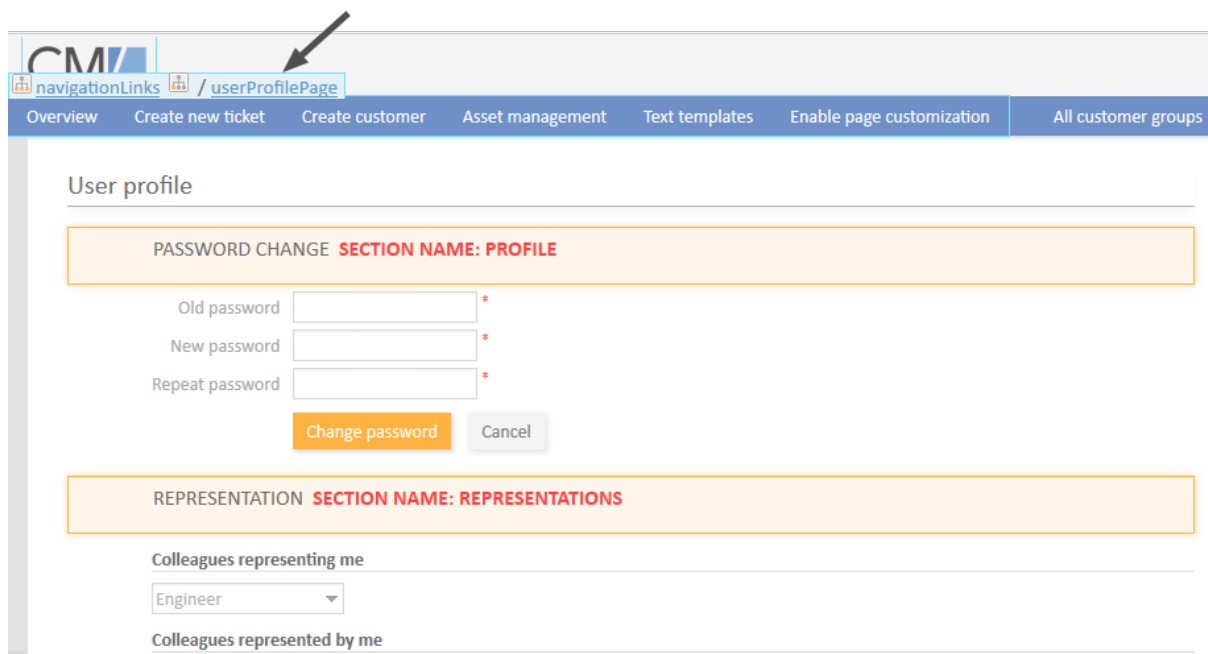 CM/
navigationLinks / userProfilePage
Overview Create new ticket Create customer Asset management Text templates Enable page customization All customer groups
User profile
PASSWORD CHANGE SECTION NAME: PROFILE
Old password *
New password *
Repeat password *
Change password Cancel
REPRESENTATION SECTION NAME: REPRESENTATIONS
Colleagues representing me
Engineer
Colleagues represented by me